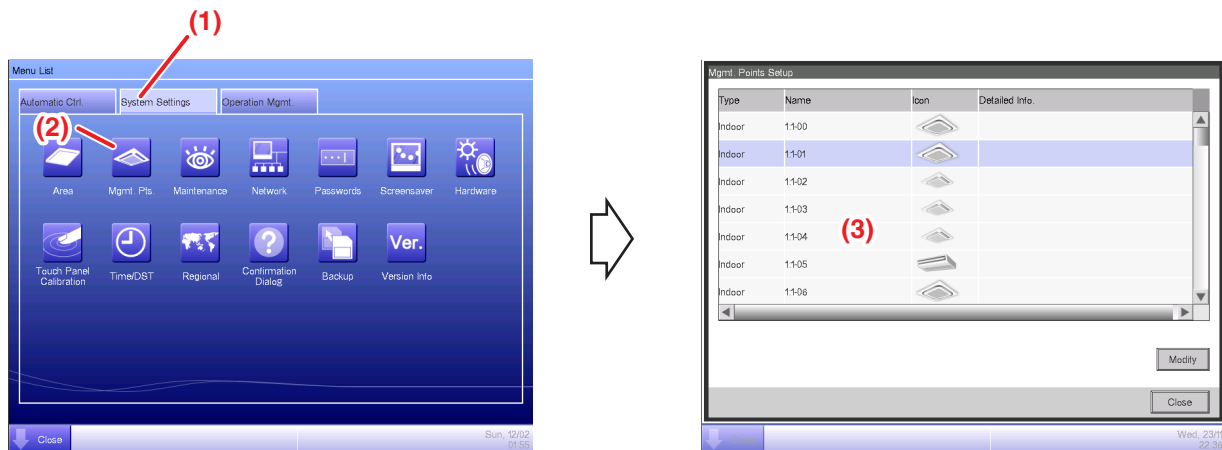 (1)
Menu List
Automatic Ctrl. System Settings Operation Mgmt.
(2)
Area Mgmt. Pts. Maintenance Network Passwords Screensaver Hardware
Ver.
Touch Panel
Calibration
Time/DST Regional
Confirmation
Dialog
Backup Version Info
Close
Sun, 12/02
01:55
Mgmt. Points Setup
Type Name Icon Detailed Info.
Indoor 1:1-00
Indoor 1:1-01
Indoor 1:1-02
Indoor 1:1-03
Indoor 1:1-04
(3)
Indoor 1:1-05
Indoor 1:1-06
Modify
Close
Wed, 23/11